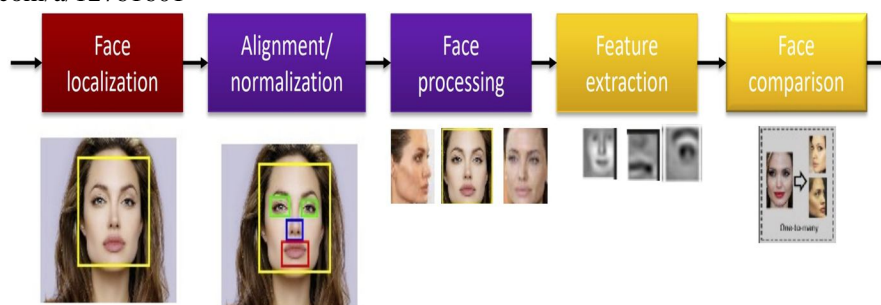 Face
localization
Alignment/
normalization
Face
processing
Feature
extraction
Face
comparison
One-to-many